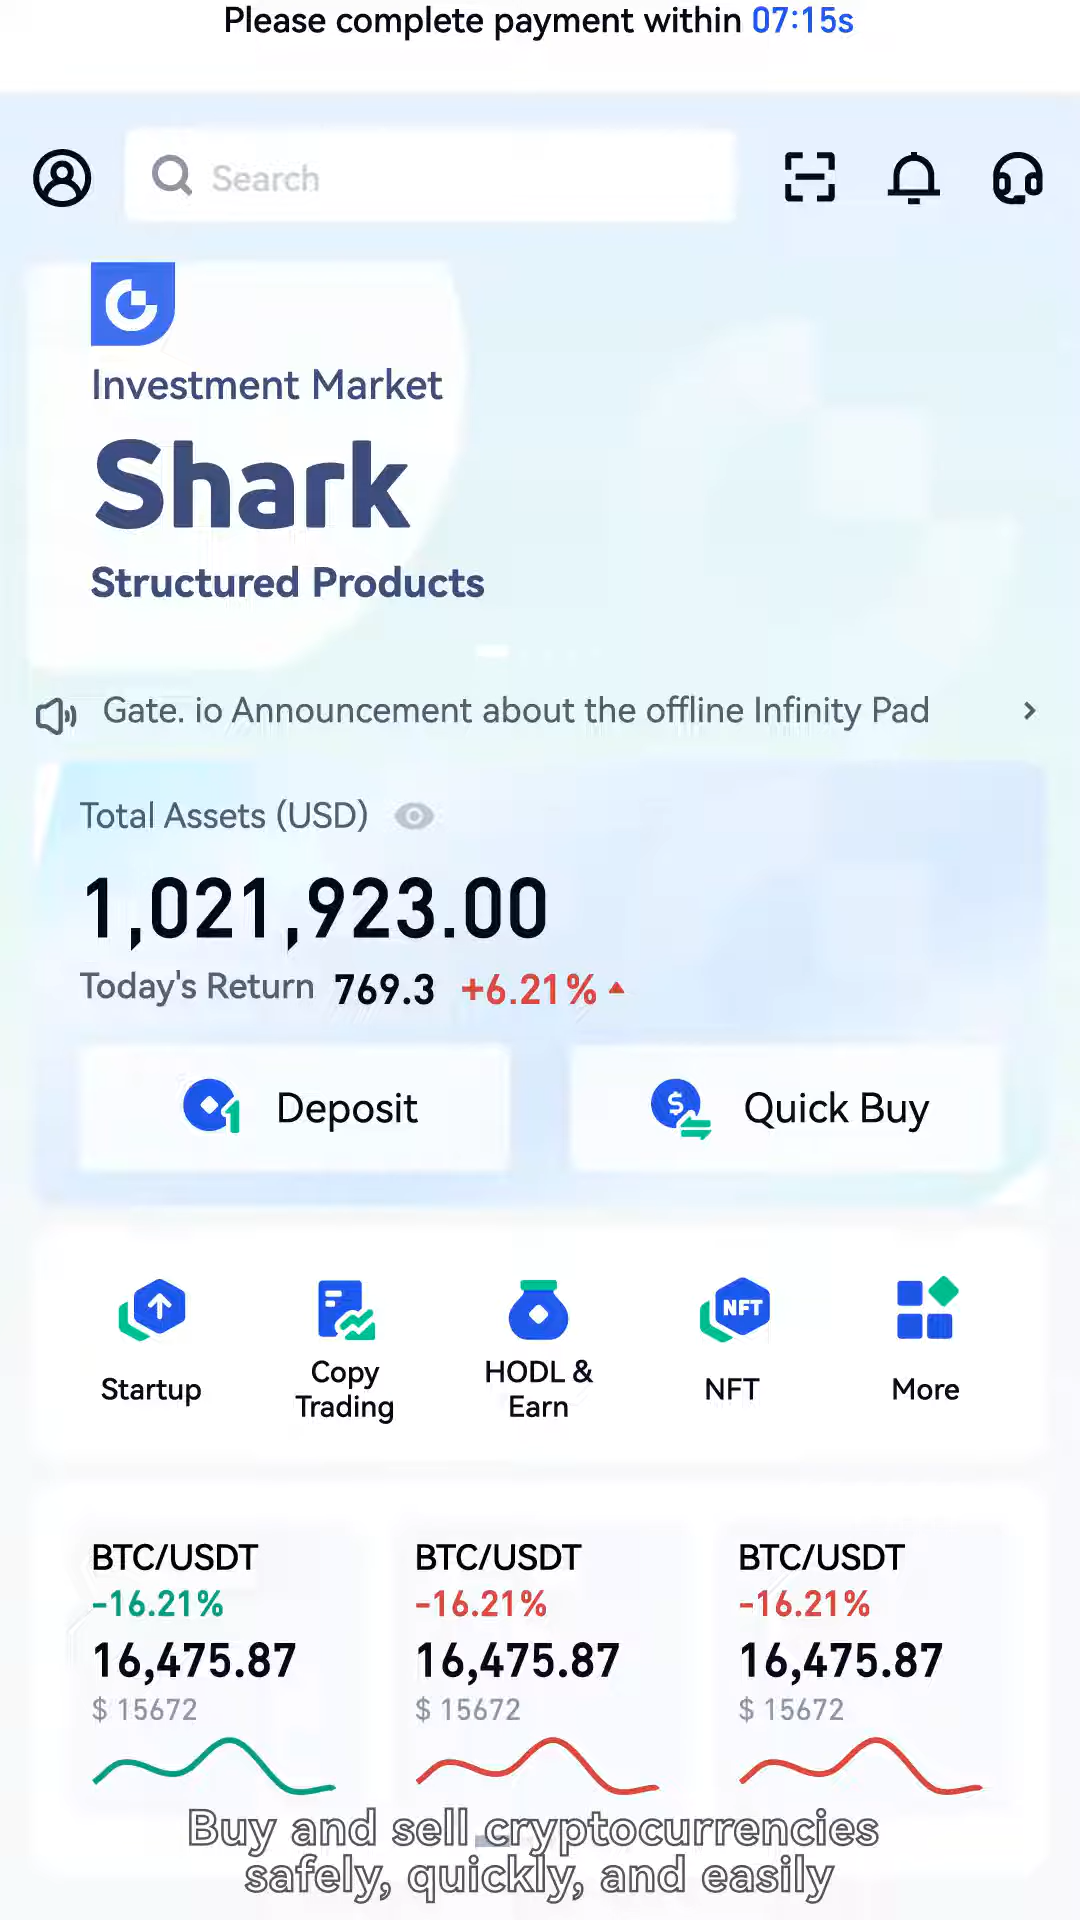 Please complete payment within 07:15s
Search
Investment Market
Shark
Structured Products
Gate. io Announcement about the offline Infinity Pad
Total Assets (USD)
1,021,923.00
Today's Return 769.3 +6.21%
Deposit Quick Buy
NFT
Startup
Copy Trading
HODL & Earn
NFT
More
BTC/USDT BTC/USDT BTC/USDT
-16.21% -16.21% -16.21%
16,475.87 16,475.87 16,475.87
$ 15672 $ 15672 $ 15672
Buy and sell cryptocurrencies
safely, quickly, and easily